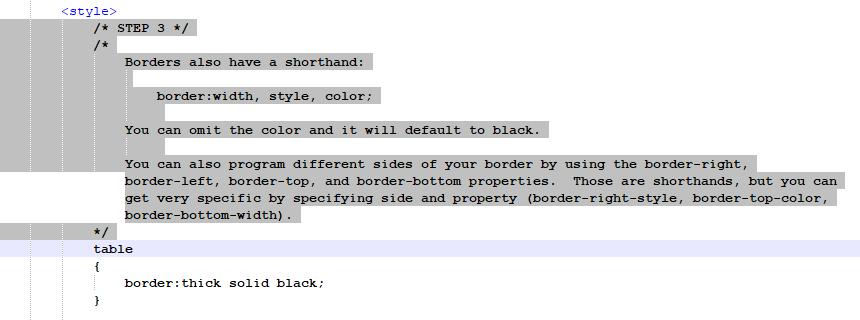 <style>
/* STEP 3 */
/*
Borders also have a shorthand:
border:width, style, color;
You can omit the color and it will default to black.
You can also program different sides of your border by using the border-right,
border-left, border-top, and border-bottom properties.  Those are shorthands, but you can
get very specific by specifying side and property (border-right-style, border-top-color,
border-bottom-width).
*/
table
{
border:thick solid black;
}